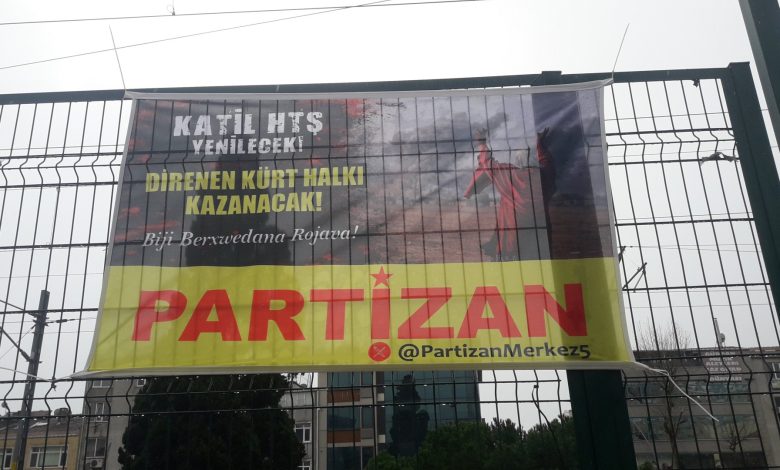 KATİL HTŞ
YENİLECEK!
DİRENEN KÜRT HALKI
KAZANACAK!
Biji Berxwedana Rojava!
PARTİZAN
@PartizanMerkez5